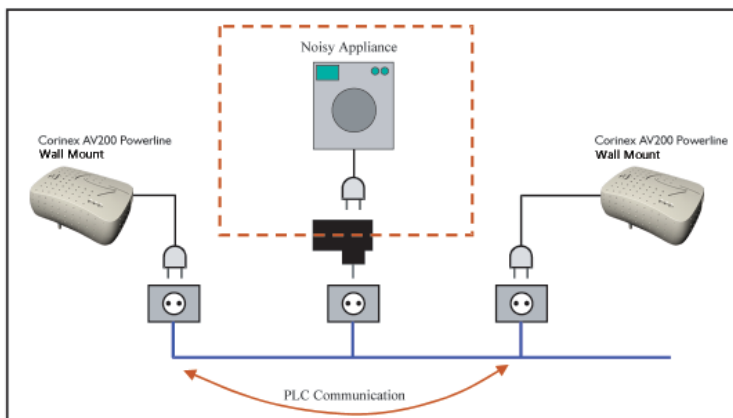 Noisy Appliance
Corinex AV200 Powerline
Wall Mount
Corinex AV200 Powerline
Wall Mount
PLC Communication